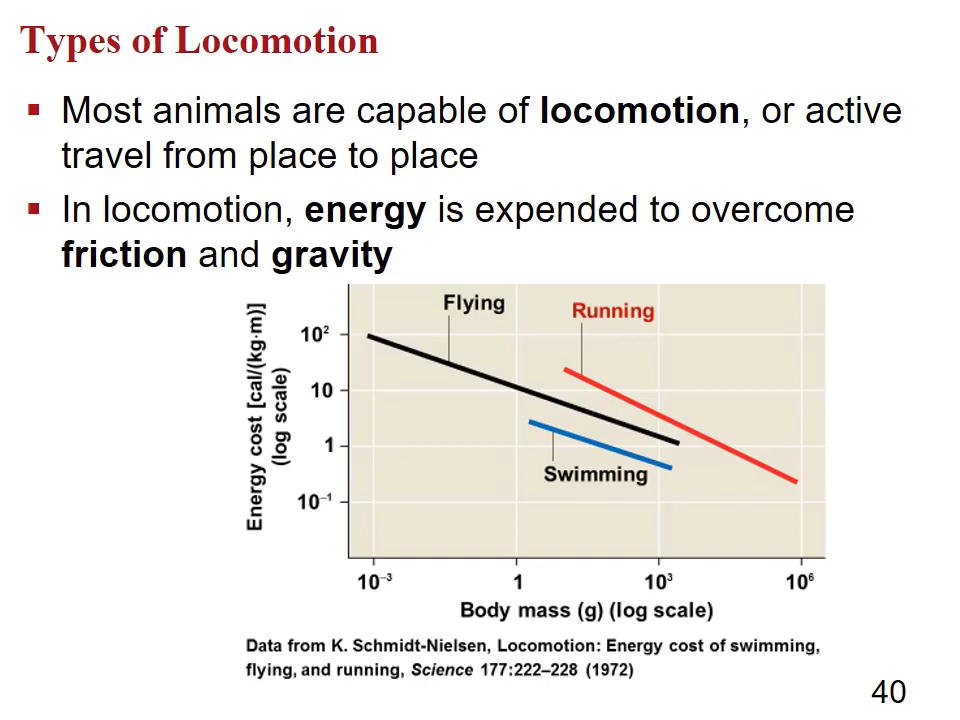 Types of Locomotion
▪ Most animals are capable of locomotion, or active
travel from place to place
▪ In locomotion, energy is expended to overcome
friction and gravity
Energy cost [cal/(kg·m)]
(log scale)
Flying
Running
Swimming
10²
10
1
10⁻¹
10⁻³
1
10³
10⁶
Body mass (g) (log scale)
Data from K. Schmidt-Nielsen, Locomotion: Energy cost of swimming,
flying, and running, Science 177:222–228 (1972)
40